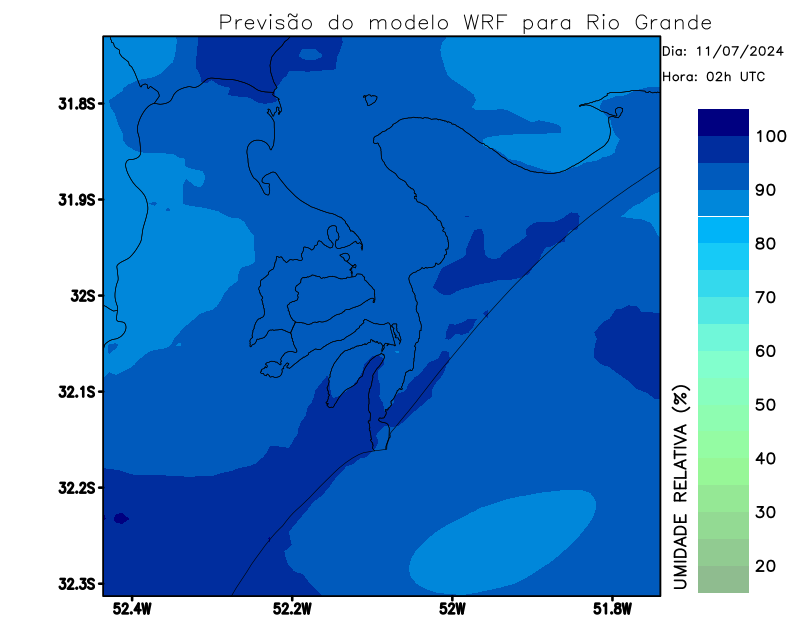 Previsão do modelo WRF para Rio Grande
Dia: 11/07/2024
Hora: 02h UTC
31.8S
31.9S
32S
32.1S
32.2S
32.3S
52.4W
52.2W
52W
51.8W
100
90
80
70
60
50
40
30
20
UMIDADE RELATIVA (%)